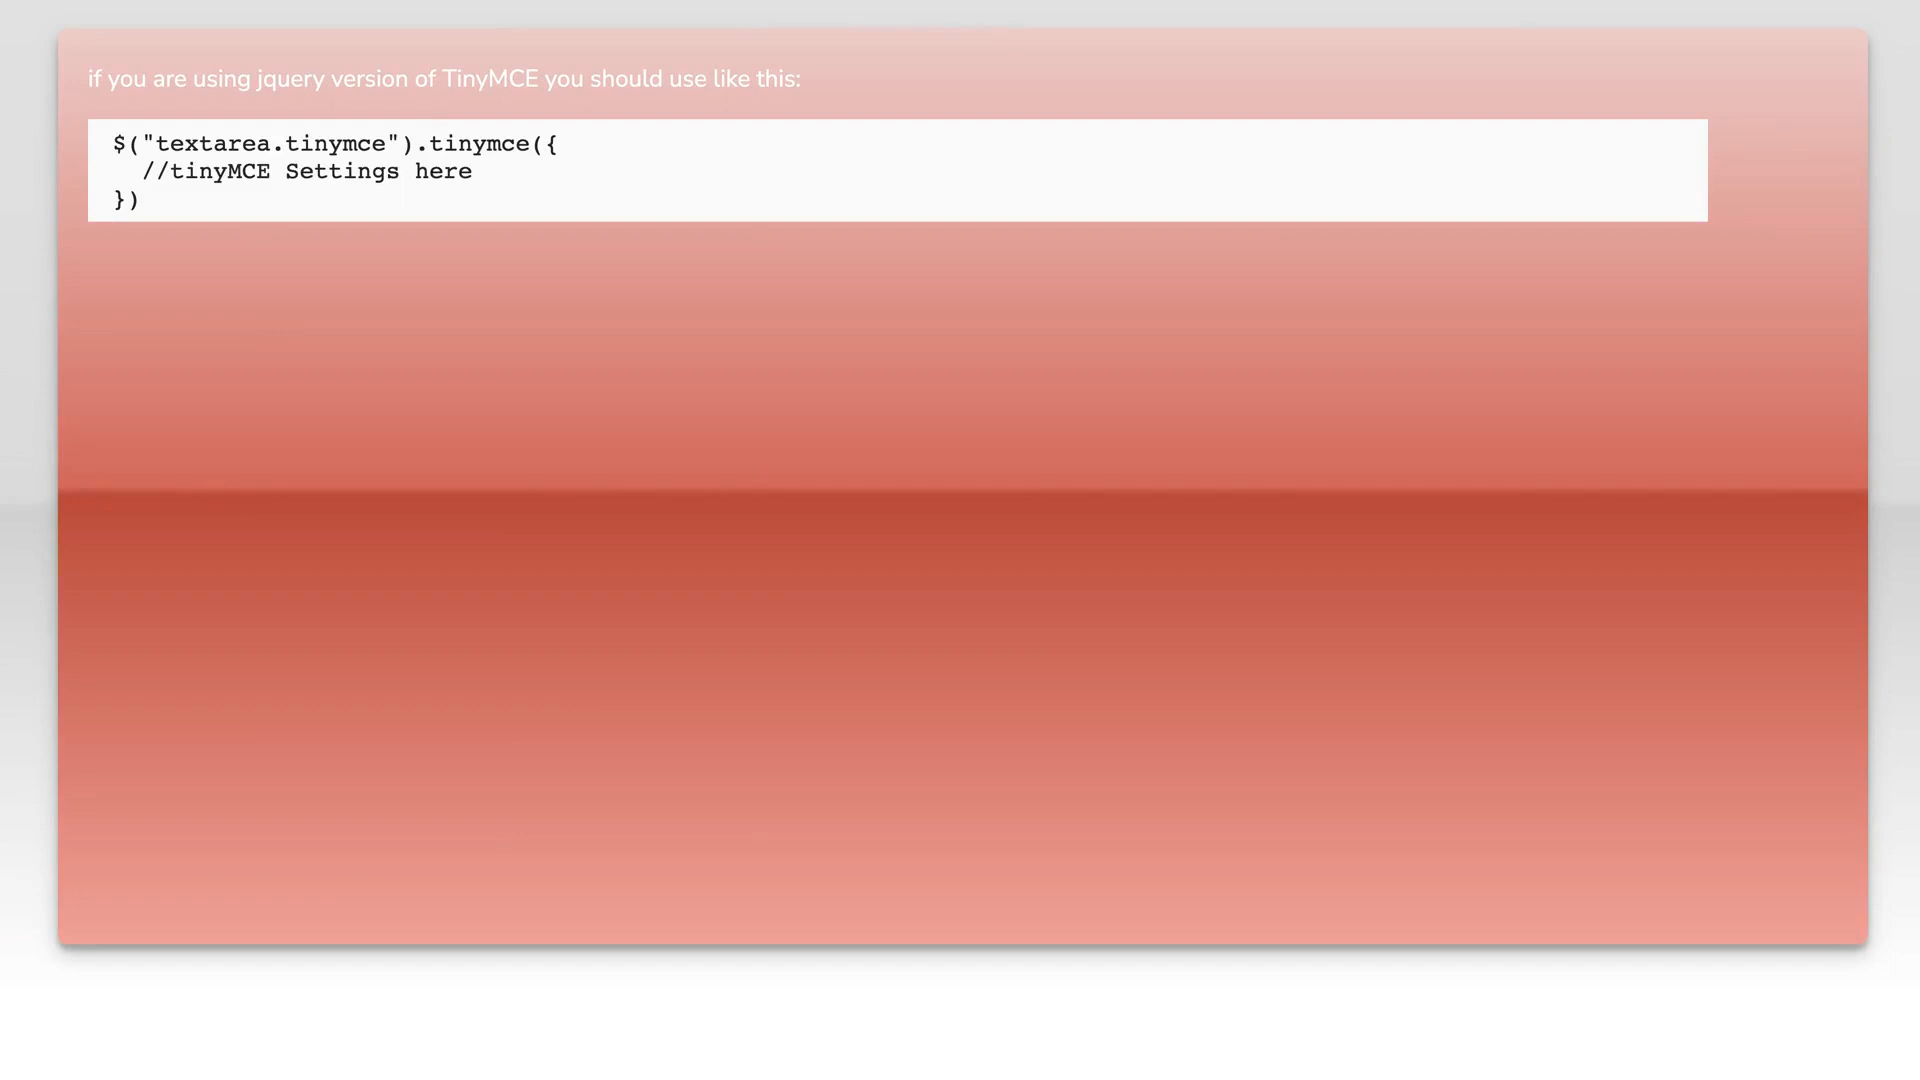 if you are using jquery version of TinyMCE you should use like this:
$("textarea.tinymce").tinymce({
  //tinyMCE Settings here
})